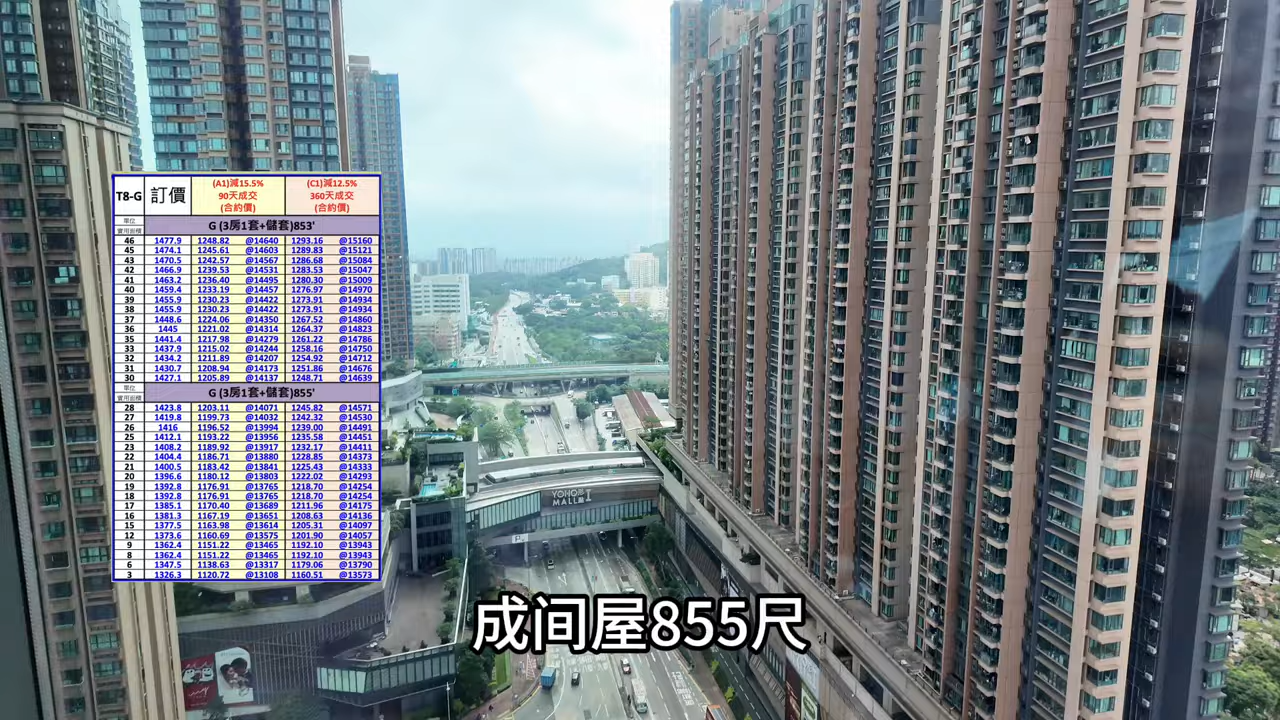 T8-G 訂價 (A1)減15.5% 90天成交 (合約價) (C1)減12.5% 360天成交 (合約價)
單位 實用面積 G (3房1套+儲套)853'
46 1477.9 1248.82 @14640 1293.16 @15160
45 1474.1 1245.61 @14603 1289.83 @15121
43 1470.5 1242.57 @14567 1286.68 @15084
42 1466.9 1239.53 @14531 1283.53 @15047
41 1463.2 1236.40 @14495 1280.30 @15009
40 1459.4 1233.19 @14457 1276.97 @14970
39 1455.9 1230.23 @14422 1273.91 @14934
38 1455.9 1230.23 @14422 1273.91 @14934
37 1448.6 1224.06 @14350 1267.52 @14860
36 1445 1221.02 @14314 1264.37 @14823
35 1441.4 1217.98 @14279 1261.22 @14786
33 1437.9 1215.02 @14244 1258.16 @14750
32 1434.2 1211.89 @14207 1254.92 @14712
31 1430.7 1208.94 @14173 1251.86 @14676
30 1427.1 1205.89 @14137 1248.71 @14639
單位 實用面積 G (3房1套+儲套)855'
28 1423.8 1203.11 @14071 1245.82 @14571
27 1419.8 1199.73 @14032 1242.32 @14530
26 1416 1196.52 @13994 1239.00 @14491
25 1412.1 1193.22 @13956 1235.58 @14451
23 1408.2 1189.92 @13917 1232.17 @14411
22 1404.4 1186.71 @13880 1228.85 @14373
21 1400.5 1183.42 @13841 1225.43 @14333
20 1396.6 1180.12 @13803 1222.02 @14293
19 1392.8 1176.91 @13765 1218.70 @14254
18 1392.8 1176.91 @13765 1218.70 @14254
17 1385.1 1170.40 @13689 1211.96 @14175
16 1381.3 1167.19 @13651 1208.63 @14136
15 1377.5 1163.98 @13614 1205.31 @14097
12 1373.6 1160.69 @13575 1201.90 @14057
9 1362.4 1151.22 @13465 1192.10 @13943
8 1362.4 1151.22 @13465 1192.10 @13943
6 1347.5 1138.63 @13317 1179.06 @13790
3 1326.3 1120.72 @13108 1160.51 @13573
YOHO
MALL I
P
成间屋855尺